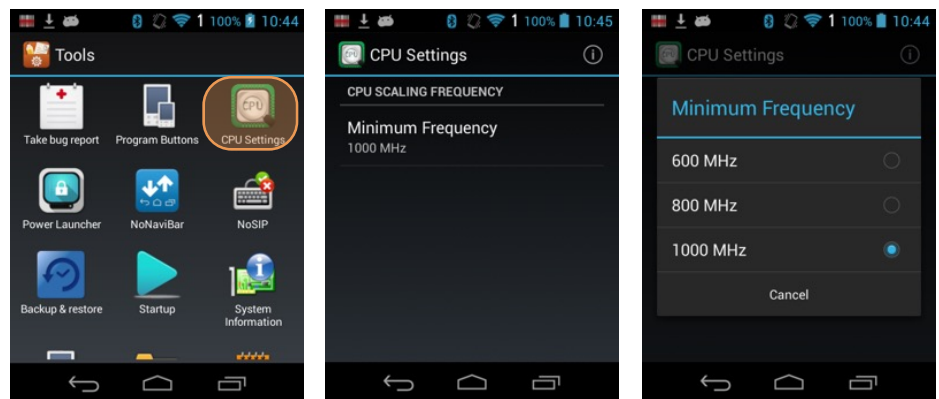 1 100% 10:44
Tools
CPU
Take bug report Program Buttons CPU Settings
Power Launcher NoNaviBar NoSIP
Backup & restore Startup System
Information
1 100% 10:45
CPU Settings
CPU SCALING FREQUENCY
Minimum Frequency
1000 MHz
1 100% 10:44
CPU Settings
Minimum Frequency
600 MHz
800 MHz
1000 MHz
Cancel